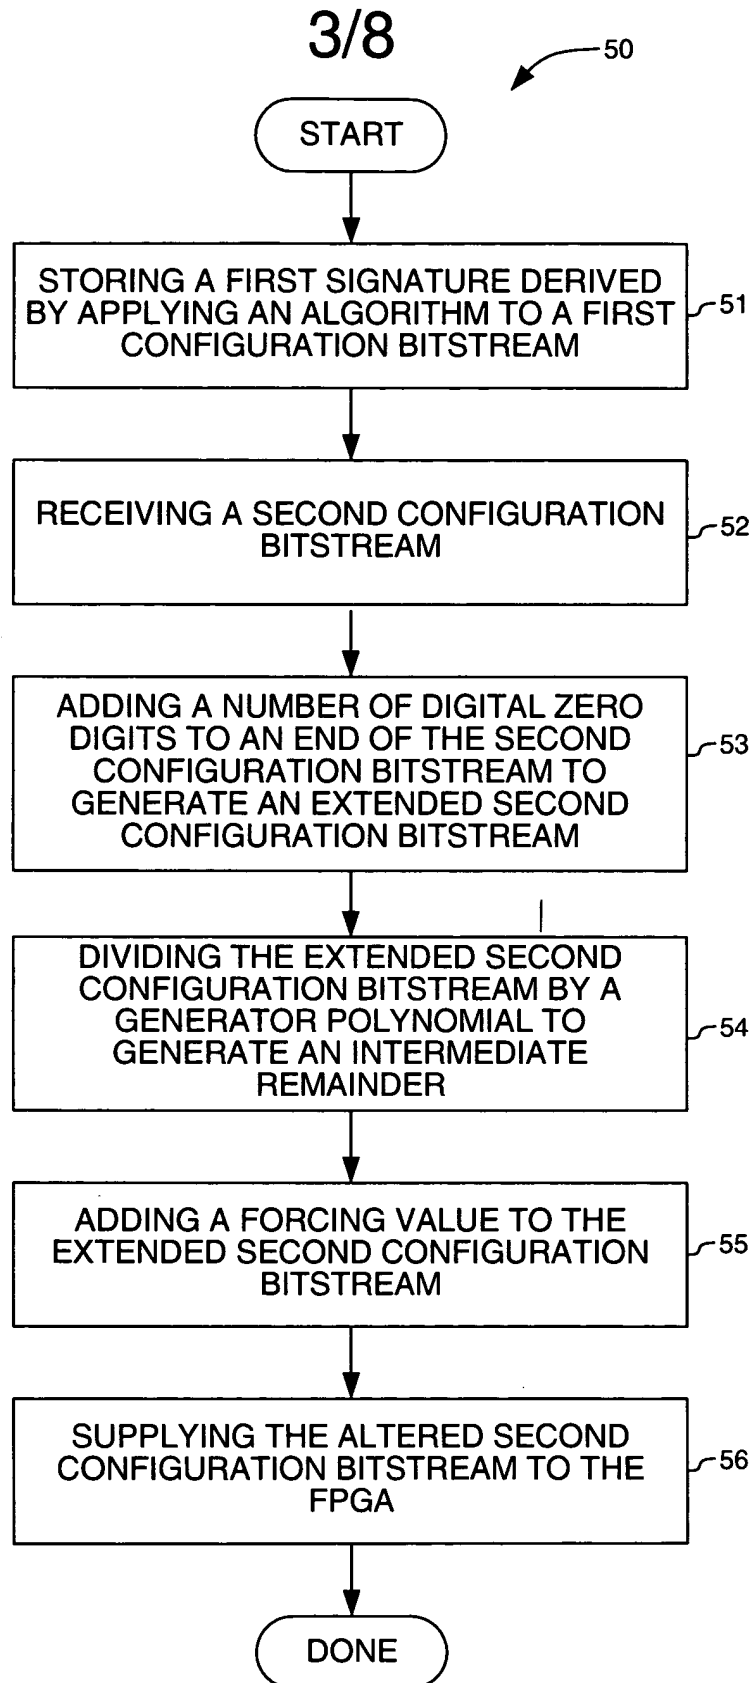 3/8
50
START
STORING A FIRST SIGNATURE DERIVED
BY APPLYING AN ALGORITHM TO A FIRST
CONFIGURATION BITSTREAM
51
RECEIVING A SECOND CONFIGURATION
BITSTREAM
52
ADDING A NUMBER OF DIGITAL ZERO
DIGITS TO AN END OF THE SECOND
CONFIGURATION BITSTREAM TO
GENERATE AN EXTENDED SECOND
CONFIGURATION BITSTREAM
53
DIVIDING THE EXTENDED SECOND
CONFIGURATION BITSTREAM BY A
GENERATOR POLYNOMIAL TO
GENERATE AN INTERMEDIATE
REMAINDER
54
ADDING A FORCING VALUE TO THE
EXTENDED SECOND CONFIGURATION
BITSTREAM
55
SUPPLYING THE ALTERED SECOND
CONFIGURATION BITSTREAM TO THE
FPGA
56
DONE